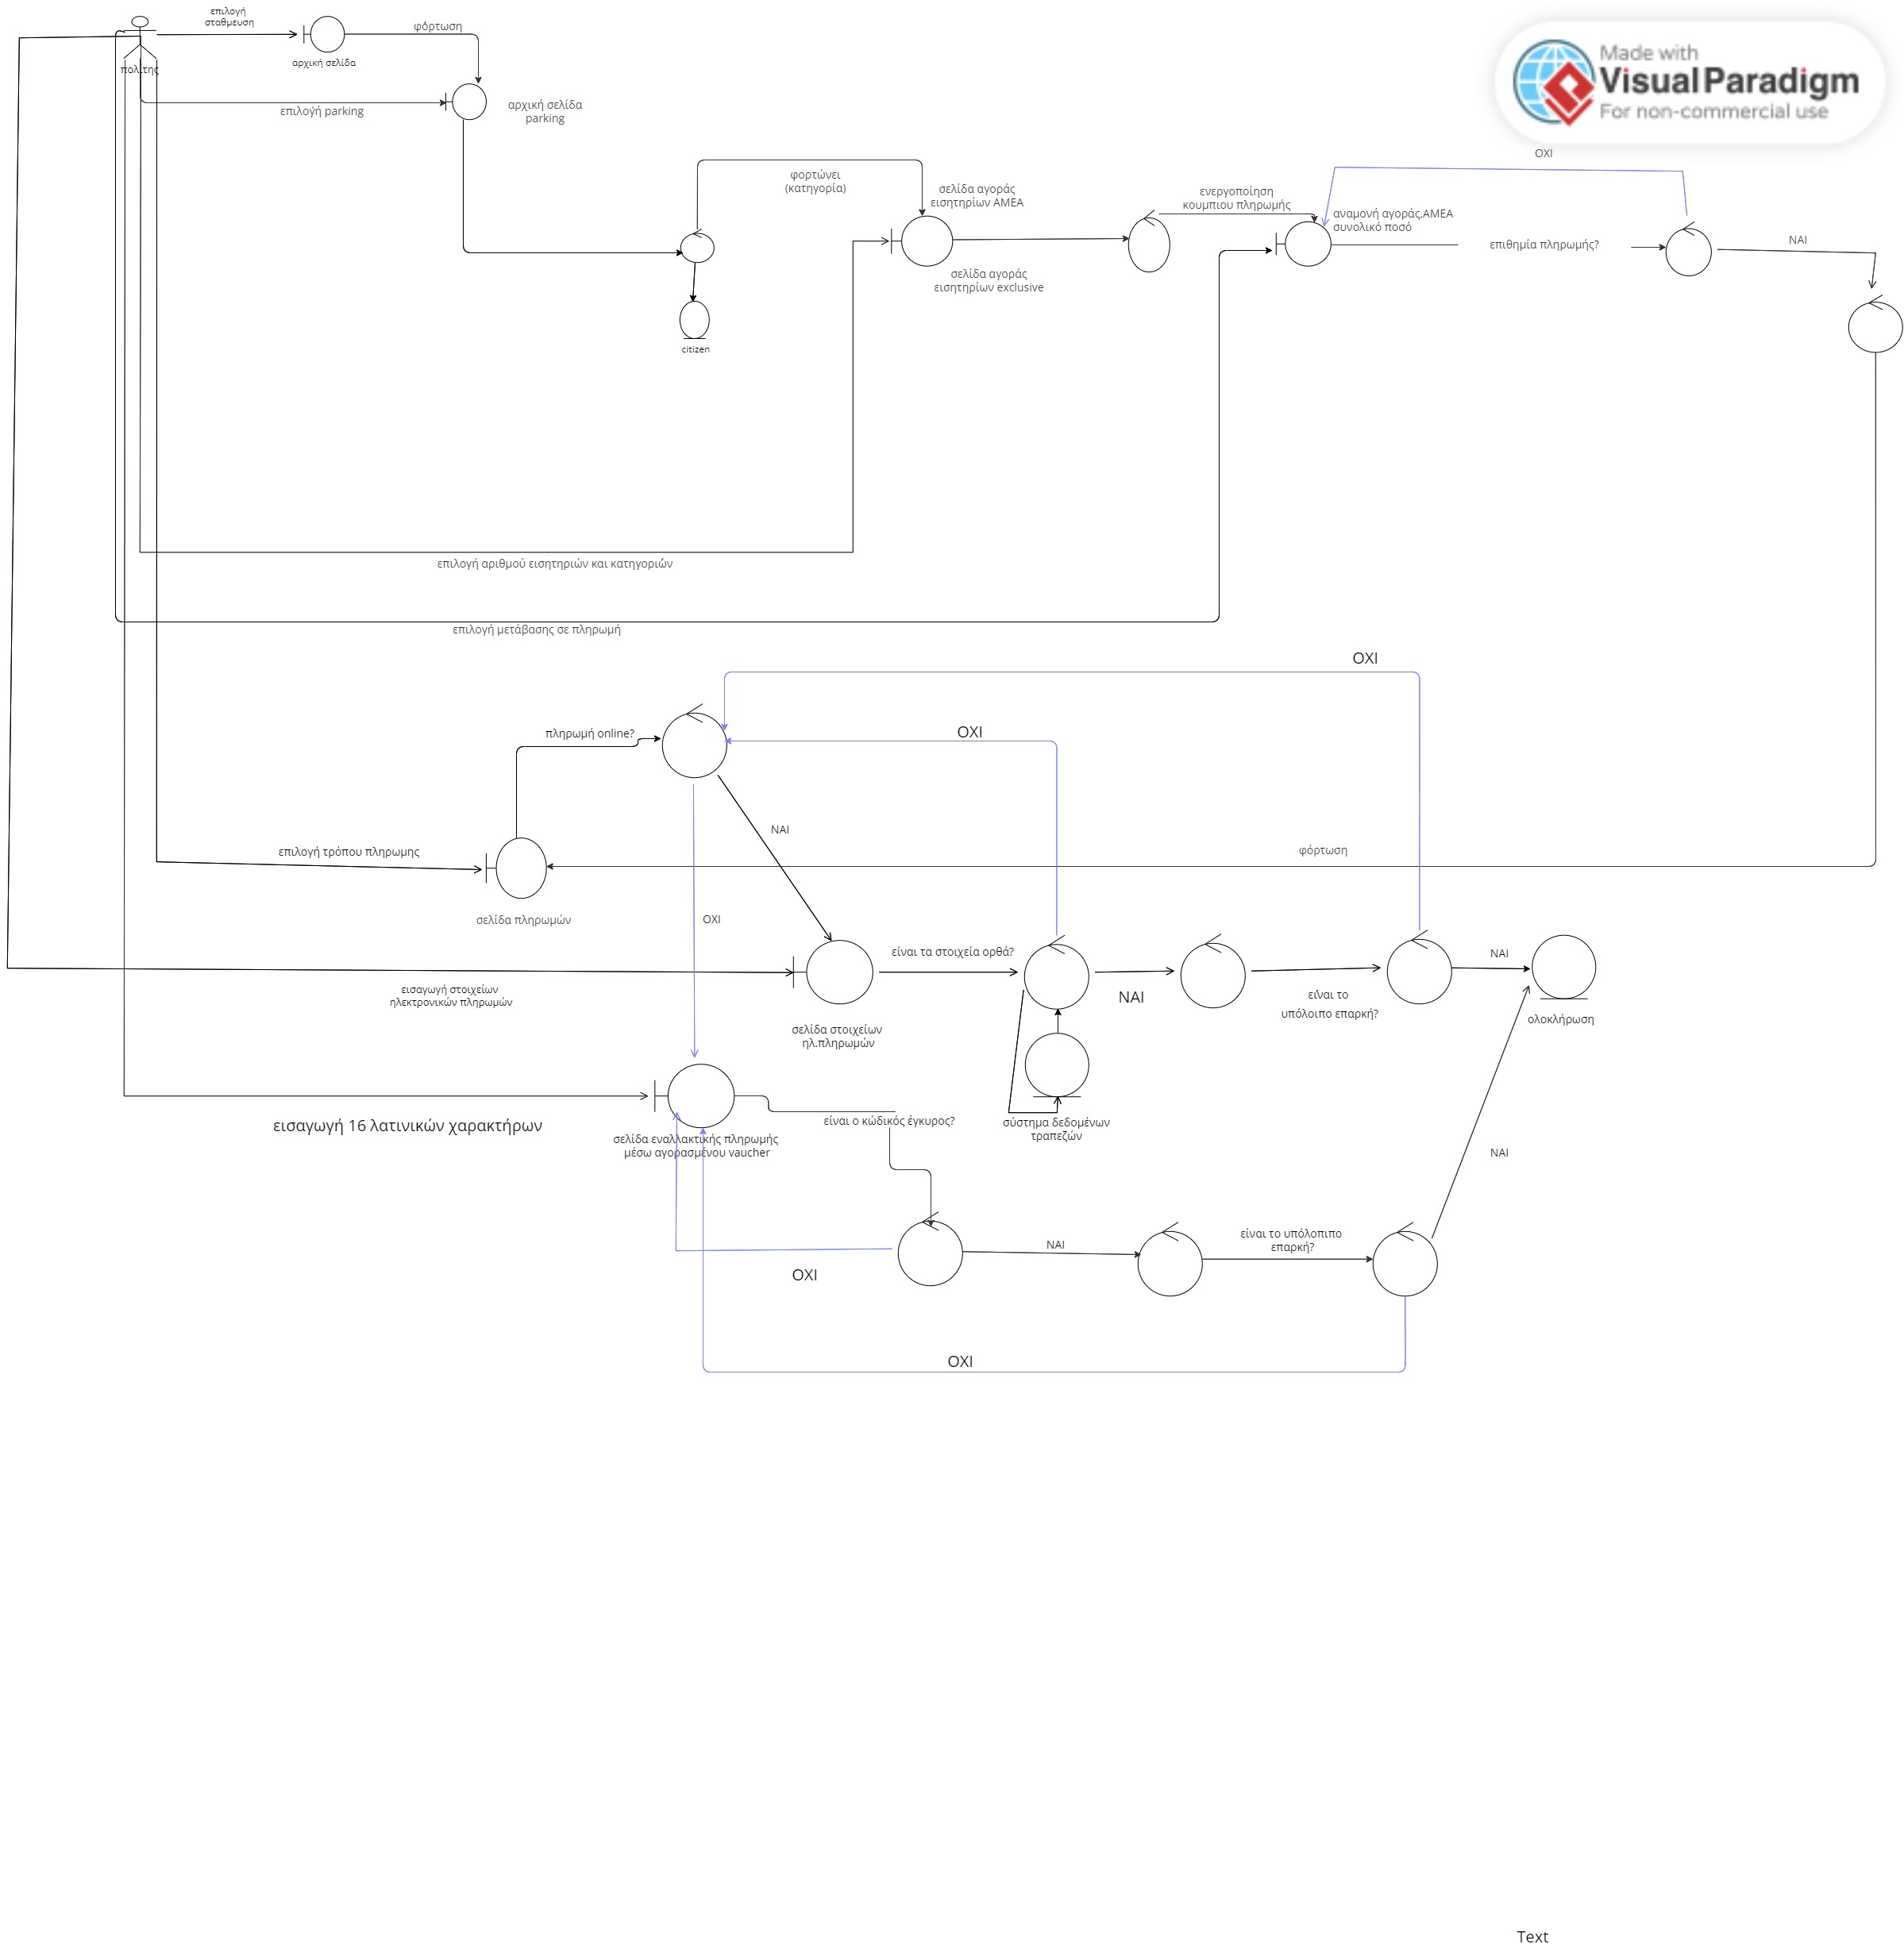 επιλογή
σταθμευση
φόρτωση
αρχική σελίδα
πολίτης
επιλογή parking
αρχική σελίδα
parking
Made with
Visual Paradigm
For non-commercial use
ΟΧΙ
φορτώνει
(κατηγορία)
σελίδα αγοράς
εισητηρίων ΑΜΕΑ
ενεργοποίηση
κουμπιου πληρωμής
αναμονή αγοράς.ΑΜΕΑ
συνολικό ποσό
επιθημία πληρωμής?
ΝΑΙ
σελίδα αγοράς
εισητηρίων exclusive
citizen
επιλογή αριθμού εισητηριών και κατηγοριών
επιλογή μετάβασης σε πληρωμή
ΟΧΙ
πληρωμή online?
ΟΧΙ
ΝΑΙ
επιλογή τρόπου πληρωμης
φόρτωση
σελίδα πληρωμών
ΟΧΙ
είναι τα στοιχεία ορθά?
ΝΑΙ
εισαγωγή στοιχείων
ηλεκτρονικών πληρωμών
ΝΑΙ
είναι το
υπόλοιπο επαρκή?
ολοκλήρωση
σελίδα στοιχείων
ηλ.πληρωμών
εισαγωγή 16 λατινικών χαρακτήρων
είναι ο κώδικός έγκυρος?
σύστημα δεδομένων
τραπεζών
σελίδα εναλλακτικής πληρωμής
μέσω αγορασμένου vaucher
ΝΑΙ
είναι το υπόλοπιπο
επαρκή?
ΝΑΙ
ΟΧΙ
ΟΧΙ
Text